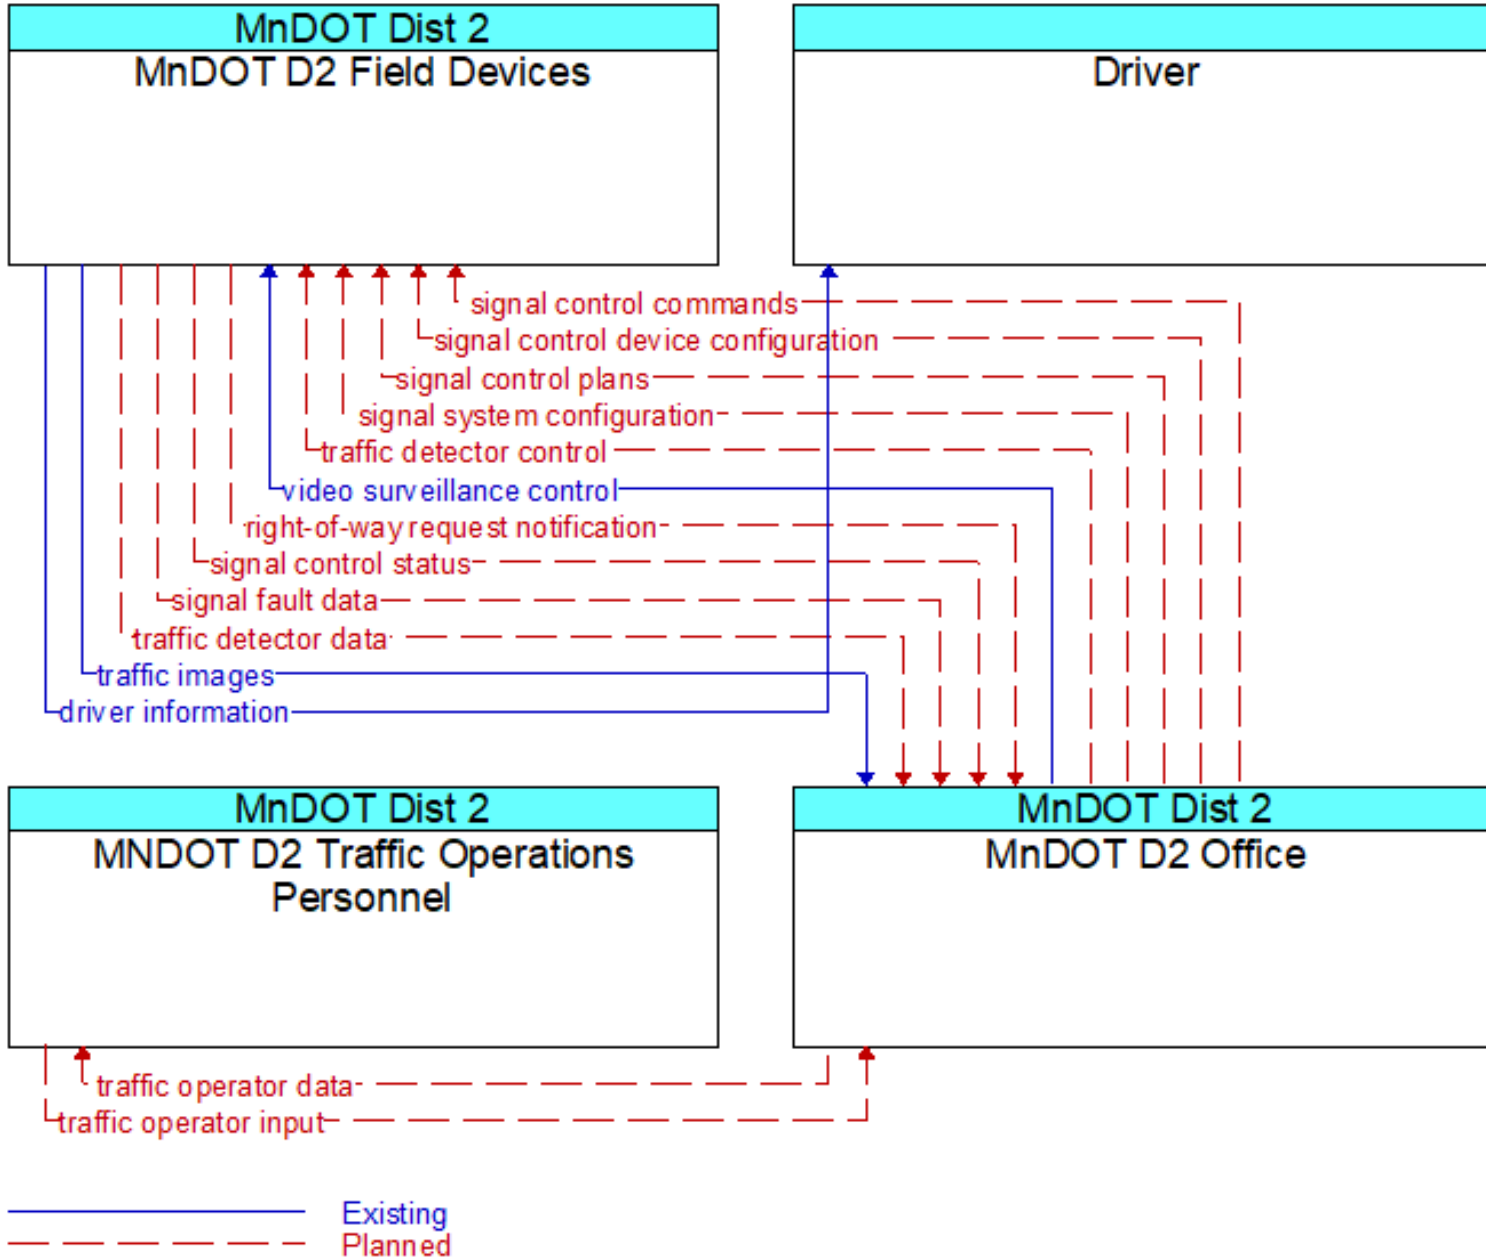 MnDOT Dist 2
MnDOT D2 Field Devices
Driver
signal control commands
signal control device configuration
signal control plans
signal system configuration
traffic detector control
video surveillance control
right-of-way request notification
signal control status
signal fault data
traffic detector data
traffic images
driver information
MnDOT Dist 2
MNDOT D2 Traffic Operations
Personnel
MnDOT Dist 2
MnDOT D2 Office
traffic operator data
traffic operator input
Existing
Planned